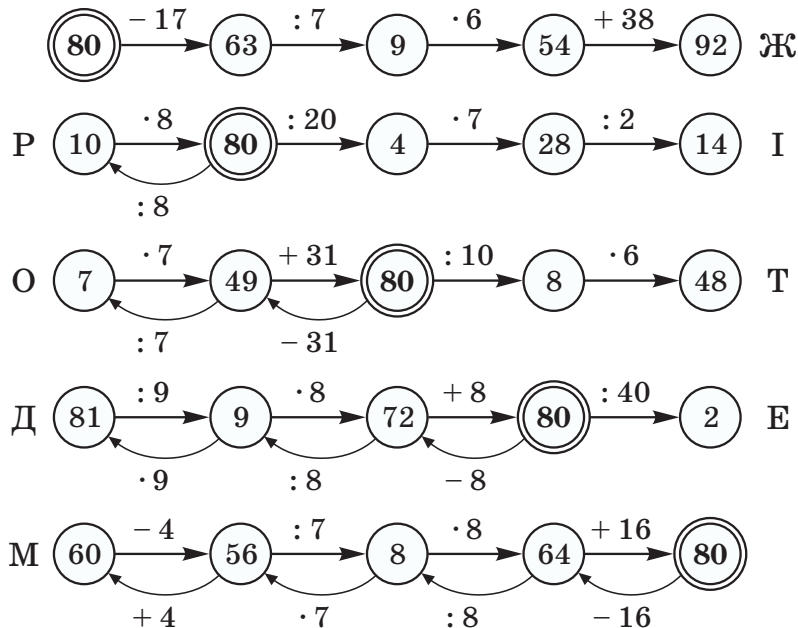 − 17 : 7 · 6 + 38
80 63 9 54 92 Ж
· 8 : 20 · 7 : 2
Р 10 80 4 28 14 І
: 8
· 7 + 31 : 10 · 6
О 7 49 80 8 48 Т
: 7 − 31
: 9 · 8 + 8 : 40
Д 81 9 72 80 2 Е
· 9 : 8 − 8
− 4 : 7 · 8 + 16
М 60 56 8 64 80
+ 4 · 7 : 8 − 16